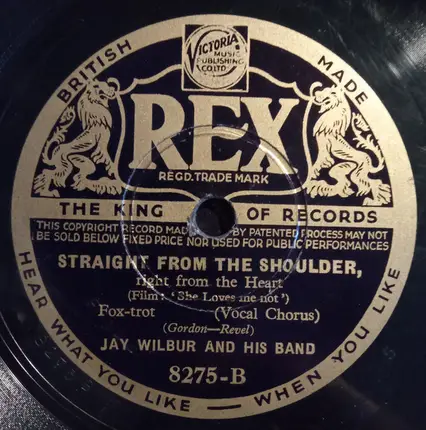 Victoria
MUSIC
PUBLISHING
CO. LTD.
BRITISH MADE
REX
REGD. TRADE MARK
THE KING OF RECORDS
THIS COPYRIGHT RECORD MADE BY PATENTED PROCESS MAY NOT
BE SOLD BELOW FIXED PRICE NOR USED FOR PUBLIC PERFORMANCES
STRAIGHT FROM THE SHOULDER,
right from the Heart
(Film: 'She Loves me not')
Fox-trot (Vocal Chorus)
(Gordon—Revel)
JAY WILBUR AND HIS BAND
8275-B
HEAR WHAT YOU LIKE — WHEN YOU LIKE